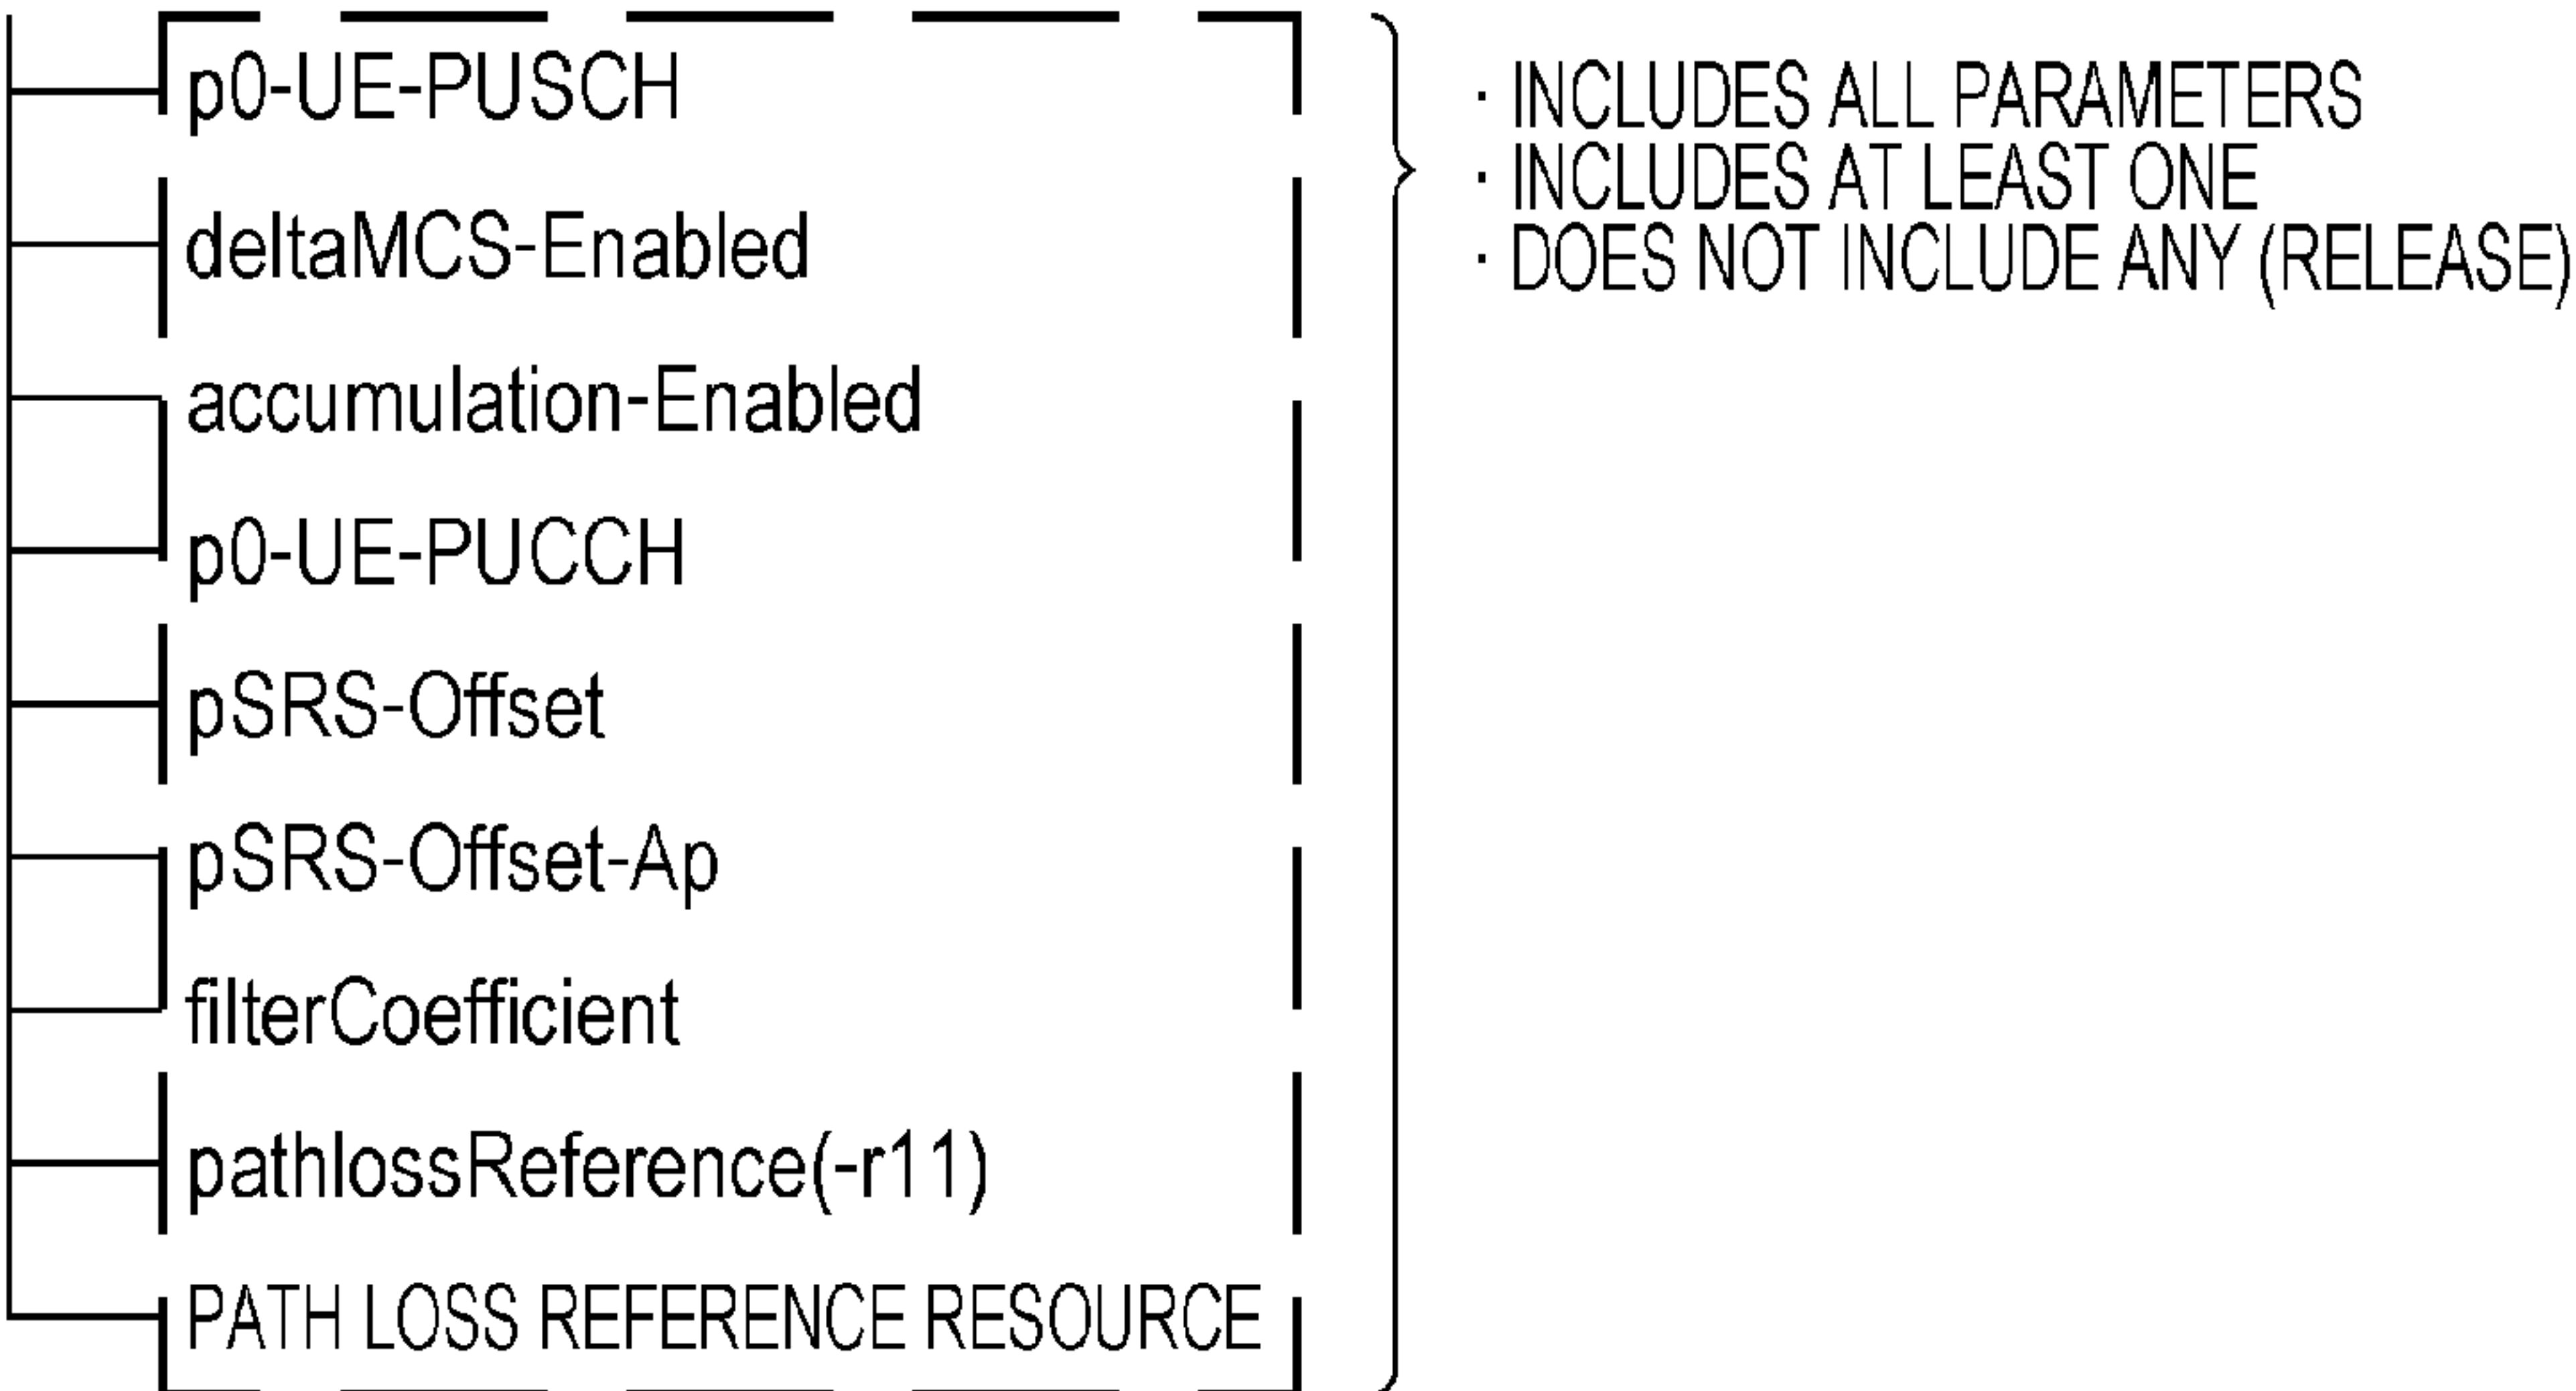 p0-UE-PUSCH
deltaMCS-Enabled
accumulation-Enabled
p0-UE-PUCCH
pSRS-Offset
pSRS-Offset-Ap
filterCoefficient
pathlossReference(-r11)
PATH LOSS REFERENCE RESOURCE
· INCLUDES ALL PARAMETERS
· INCLUDES AT LEAST ONE
· DOES NOT INCLUDE ANY (RELEASE)